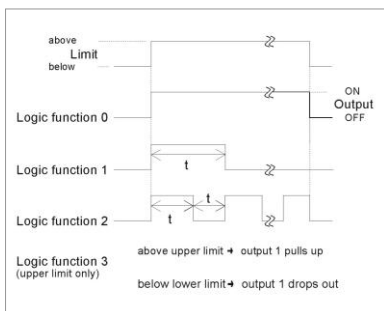 above
Limit
below
ON
Output
OFF
Logic function 0
Logic function 1
t
Logic function 2
t
t
Logic function 3
(upper limit only)
above upper limit → output 1 pulls up
below lower limit → output 1 drops out